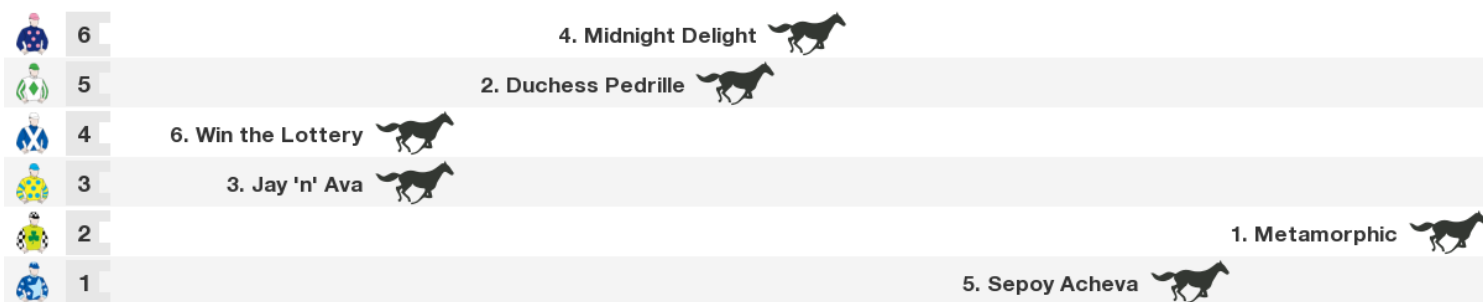 6 4. Midnight Delight
5 2. Duchess Pedrille
4 6. Win the Lottery
3 3. Jay 'n' Ava
2 1. Metamorphic
1 5. Sepoy Acheva